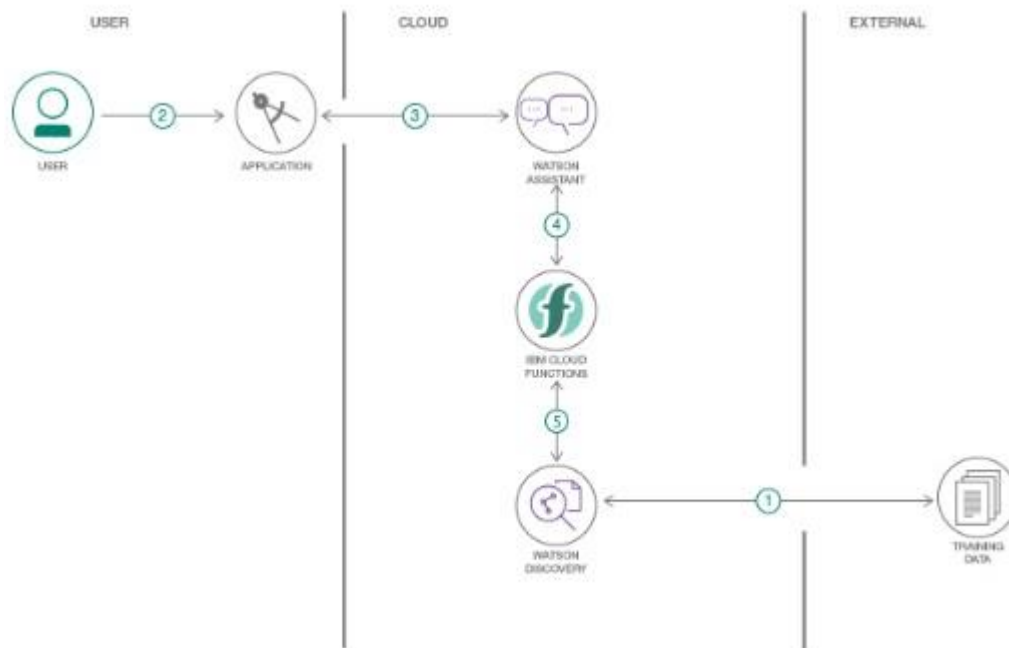 USER
CLOUD
EXTERNAL
2
3
USER
APPLICATION
WATSON
ASSISTANT
4
IBM CLOUD
FUNCTIONS
5
1
WATSON
DISCOVERY
TRAINING
DATA